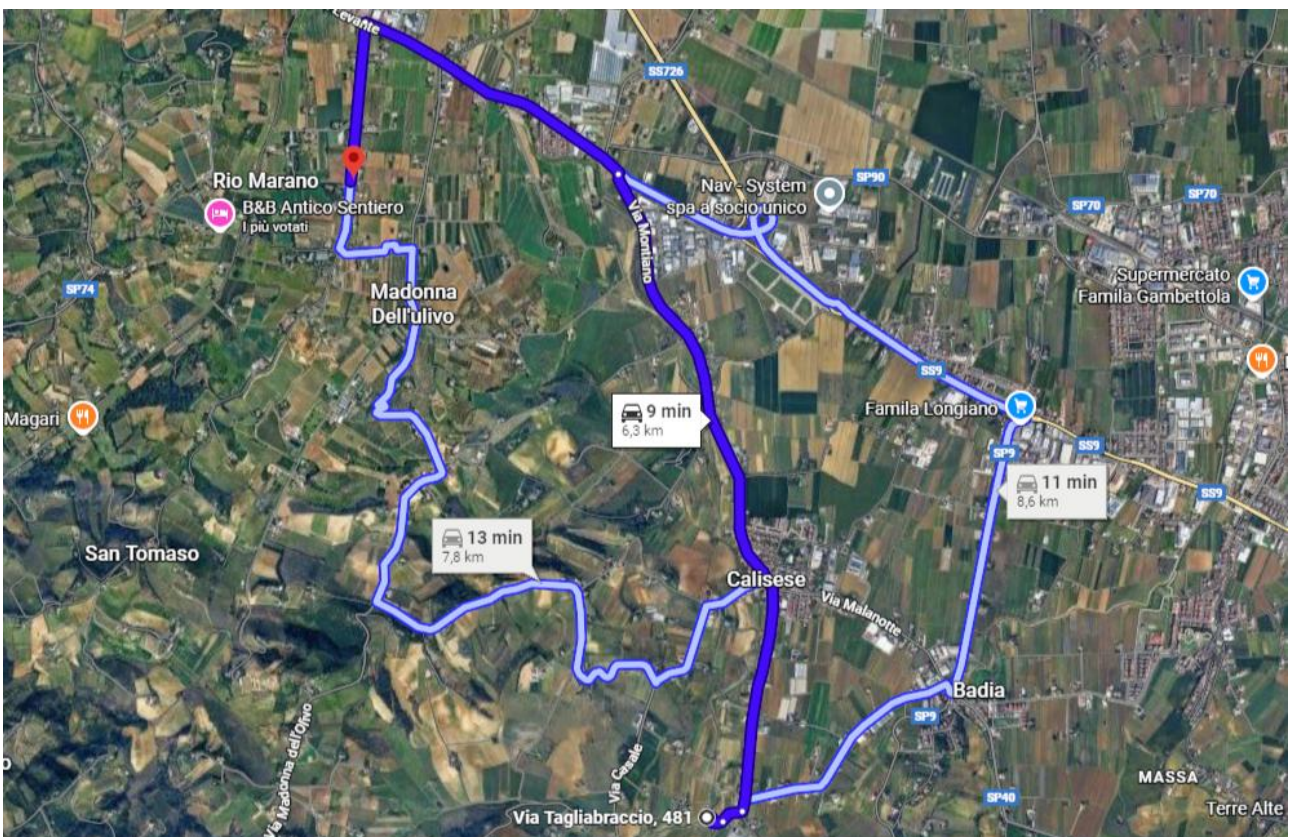 Levante
SS726
Rio Marano
B&B Antico Sentiero
I più votati
Nav - System
spa a socio unico
SP90
SP70
SP70
Via Montiano
SP74
Madonna
Dell'ulivo
Supermercato
Famila Gambettola
SS9
Magari
9 min
6,3 km
Famila Longiano
SS9
SP9
11 min
8,6 km
SS9
13 min
7,8 km
San Tomaso
Calisese
Via Malanotte
Badia
SP9
Via Madonna dell'Olivo
Via Casale
MASSA
SP40
Terre Alte
Via Tagliabraccio, 481